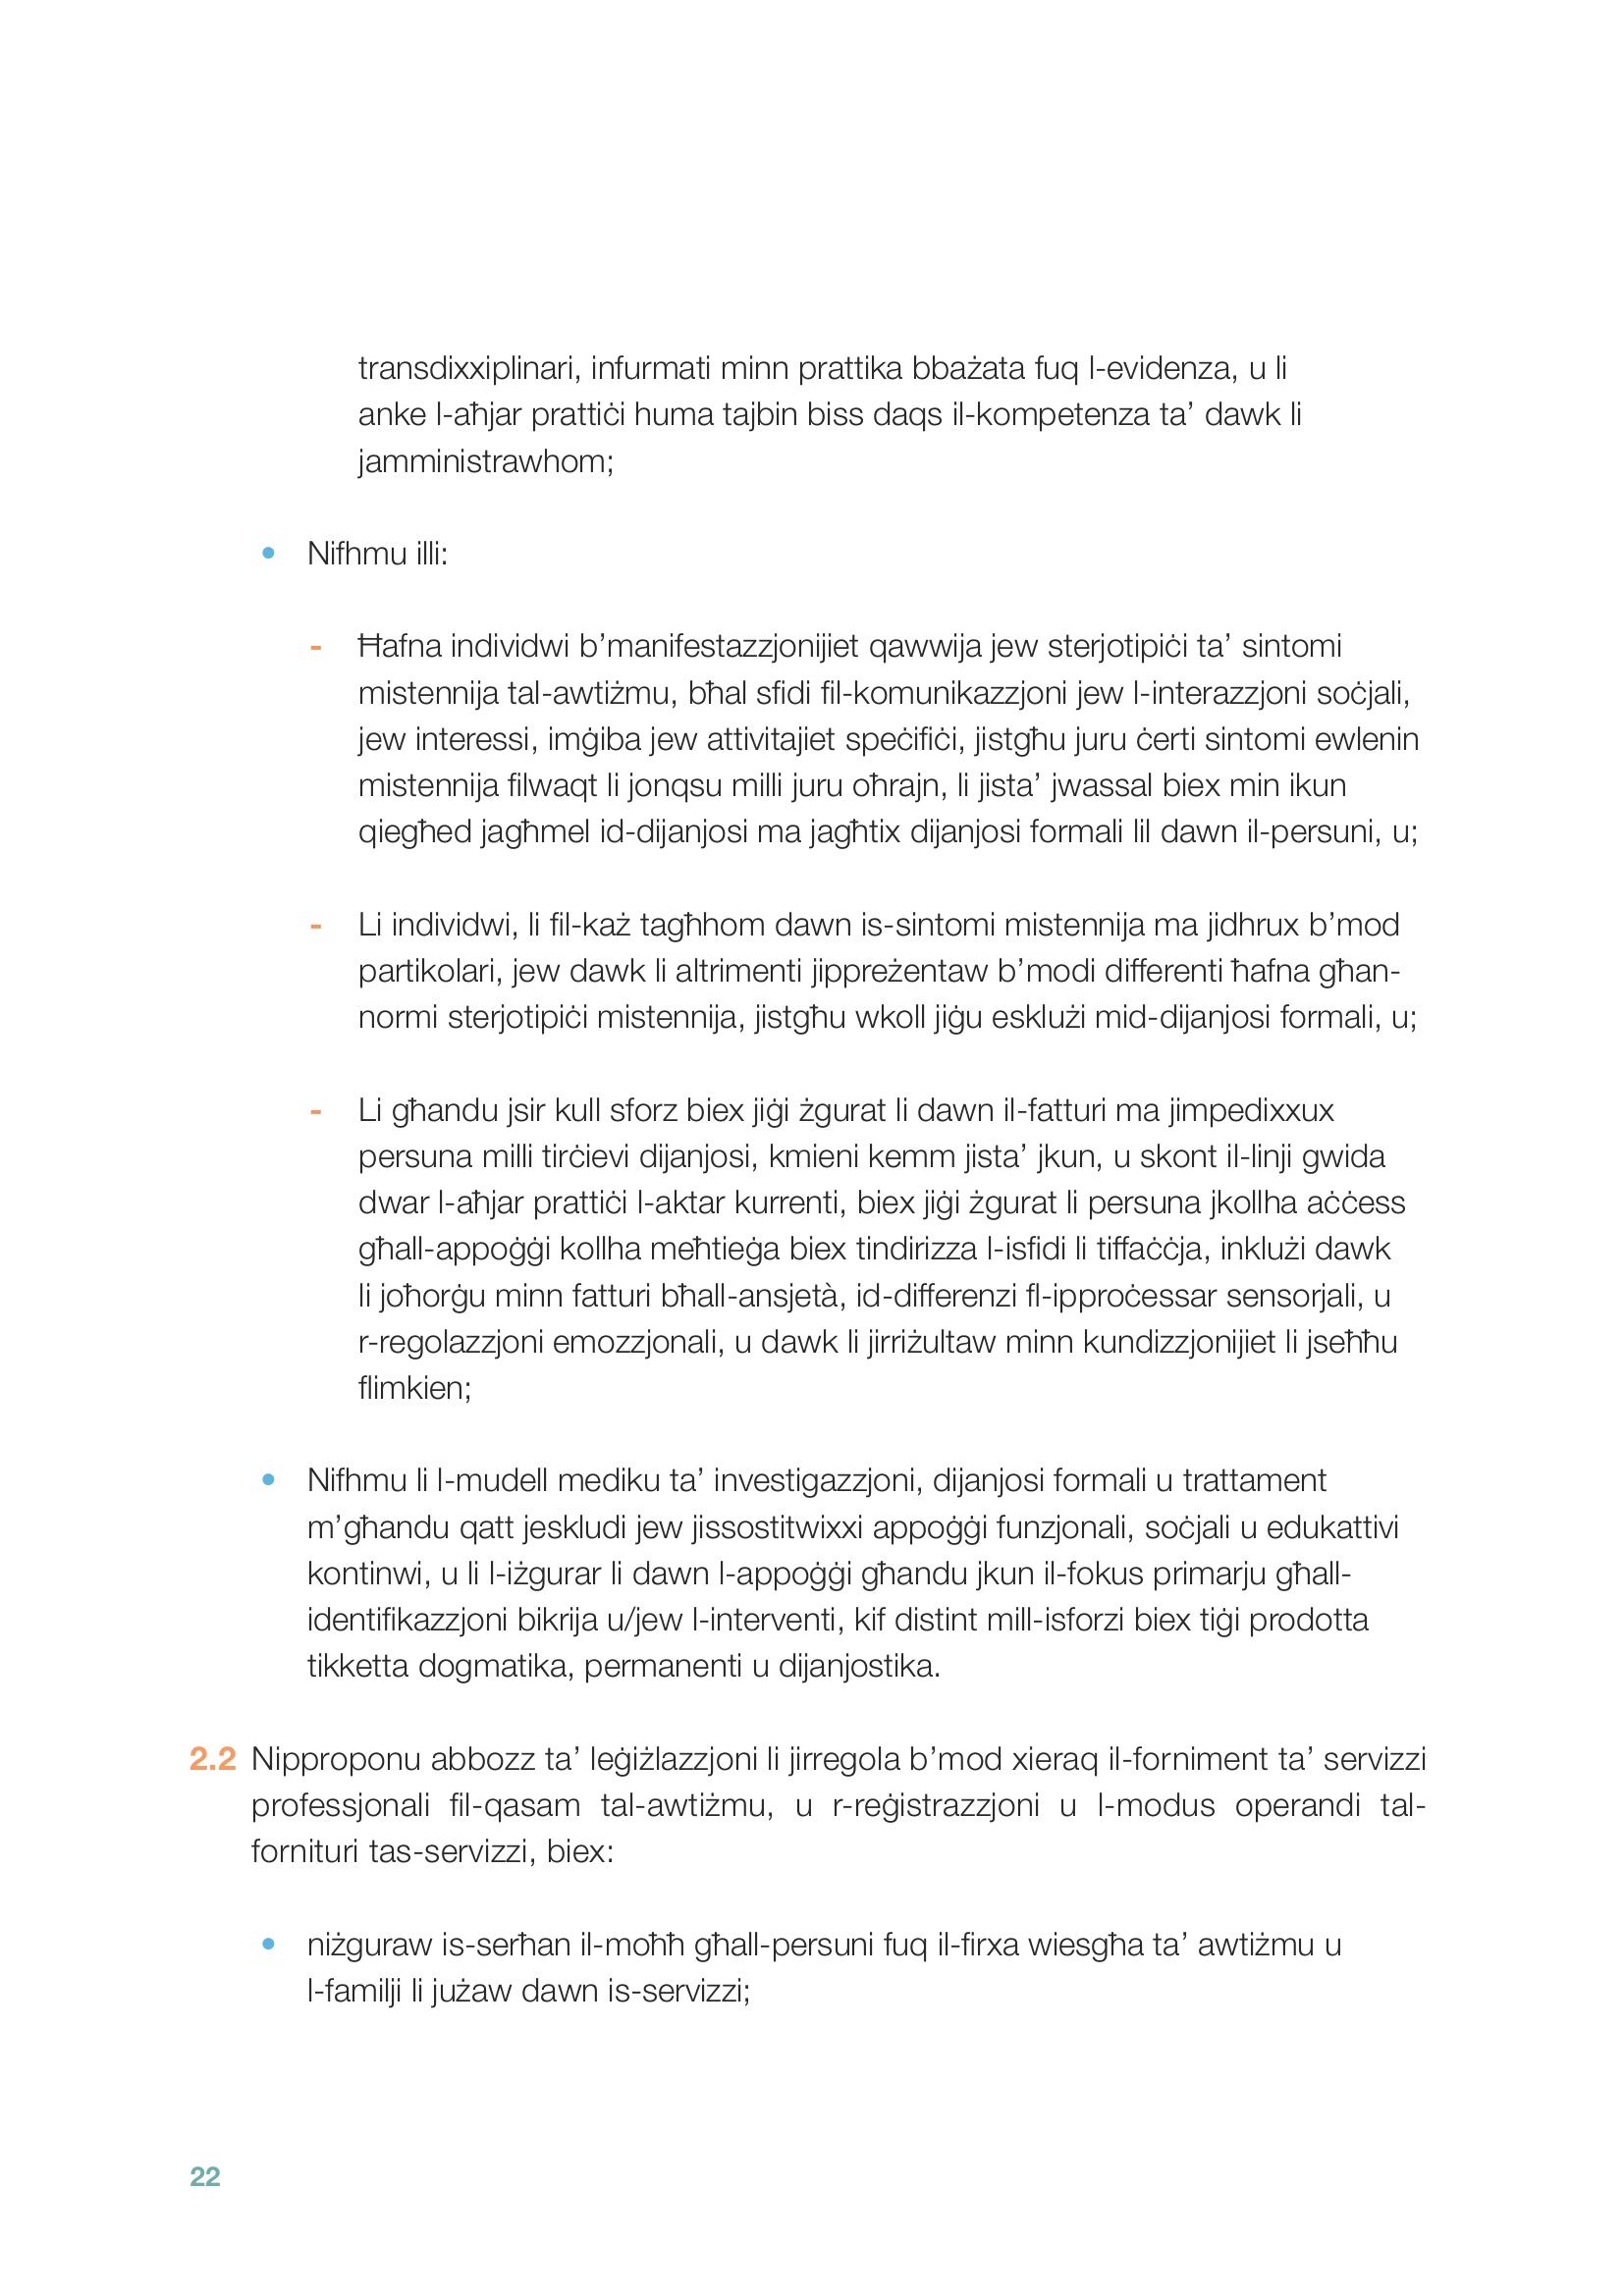 transdixxiplinari, infurmati minn prattika bbażata fuq l-evidenza, u li
anke l-aħjar prattiċi huma tajbin biss daqs il-kompetenza ta’ dawk li
jamministrawhom;
• Nifhmu illi:
- Ħafna individwi b’manifestazzjonijiet qawwija jew sterjotipiċi ta’ sintomi
mistennija tal-awtiżmu, bħal sfidi fil-komunikazzjoni jew l-interazzjoni soċjali,
jew interessi, imġiba jew attivitajiet speċifiċi, jistgħu juru ċerti sintomi ewlenin
mistennija filwaqt li jonqsu milli juru oħrajn, li jista’ jwassal biex min ikun
qiegħed jagħmel id-dijanjosi ma jagħtix dijanjosi formali lil dawn il-persuni, u;
- Li individwi, li fil-każ tagħhom dawn is-sintomi mistennija ma jidhrux b’mod
partikolari, jew dawk li altrimenti jippreżentaw b’modi differenti ħafna għan-
normi sterjotipiċi mistennija, jistgħu wkoll jiġu esklużi mid-dijanjosi formali, u;
- Li għandu jsir kull sforz biex jiġi żgurat li dawn il-fatturi ma jimpedixxux
persuna milli tirċievi dijanjosi, kmieni kemm jista’ jkun, u skont il-linji gwida
dwar l-aħjar prattiċi l-aktar kurrenti, biex jiġi żgurat li persuna jkollha aċċess
għall-appoġġi kollha meħtieġa biex tindirizza l-isfidi li tiffaċċja, inklużi dawk
li joħorġu minn fatturi bħall-ansjetà, id-differenzi fl-ipproċessar sensorjali, u
r-regolazzjoni emozzjonali, u dawk li jirriżultaw minn kundizzjonijiet li jseħħu
flimkien;
• Nifhmu li l-mudell mediku ta’ investigazzjoni, dijanjosi formali u trattament
m’għandu qatt jeskludi jew jissostitwixxi appoġġi funzjonali, soċjali u edukattivi
kontinwi, u li l-iżgurar li dawn l-appoġġi għandu jkun il-fokus primarju għall-
identifikazzjoni bikrija u/jew l-interventi, kif distint mill-isforzi biex tiġi prodotta
tikketta dogmatika, permanenti u dijanjostika.
2.2 Nipproponu abbozz ta’ leġiżlazzjoni li jirregola b’mod xieraq il-forniment ta’ servizzi
professjonali fil-qasam tal-awtiżmu, u r-reġistrazzjoni u l-modus operandi tal-
fornituri tas-servizzi, biex:
• niżguraw is-serħan il-moħħ għall-persuni fuq il-firxa wiesgħa ta’ awtiżmu u
l-familji li jużaw dawn is-servizzi;
22